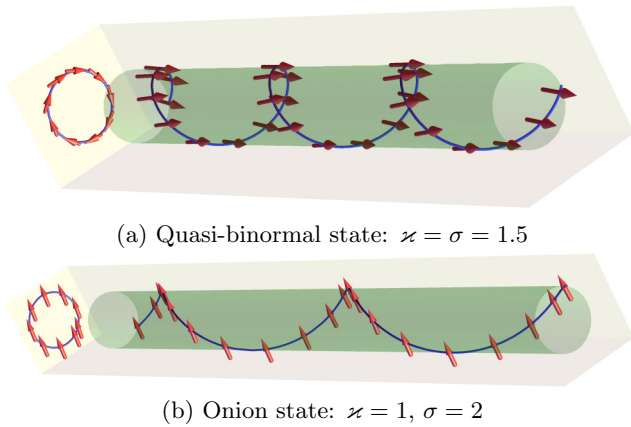 (a) Quasi-binormal state: ϰ = σ = 1.5
(b) Onion state: ϰ = 1, σ = 2